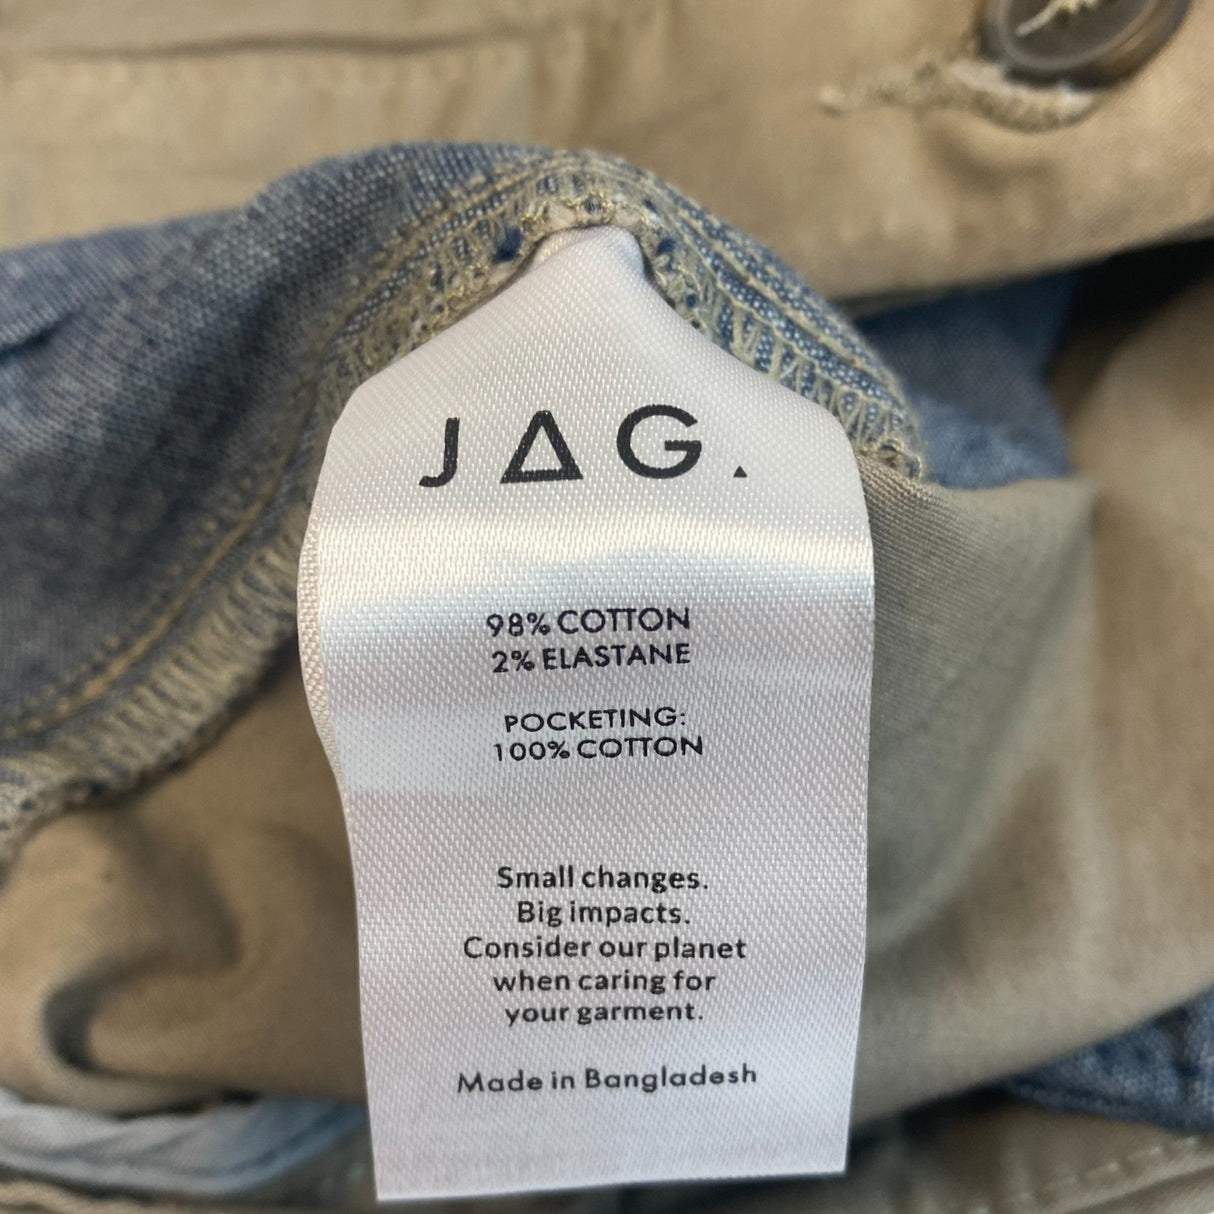 JAG.
98% COTTON
2% ELASTANE
POCKETING:
100% COTTON
Small changes.
Big impacts.
Consider our planet
when caring for
your garment.
Made in Bangladesh